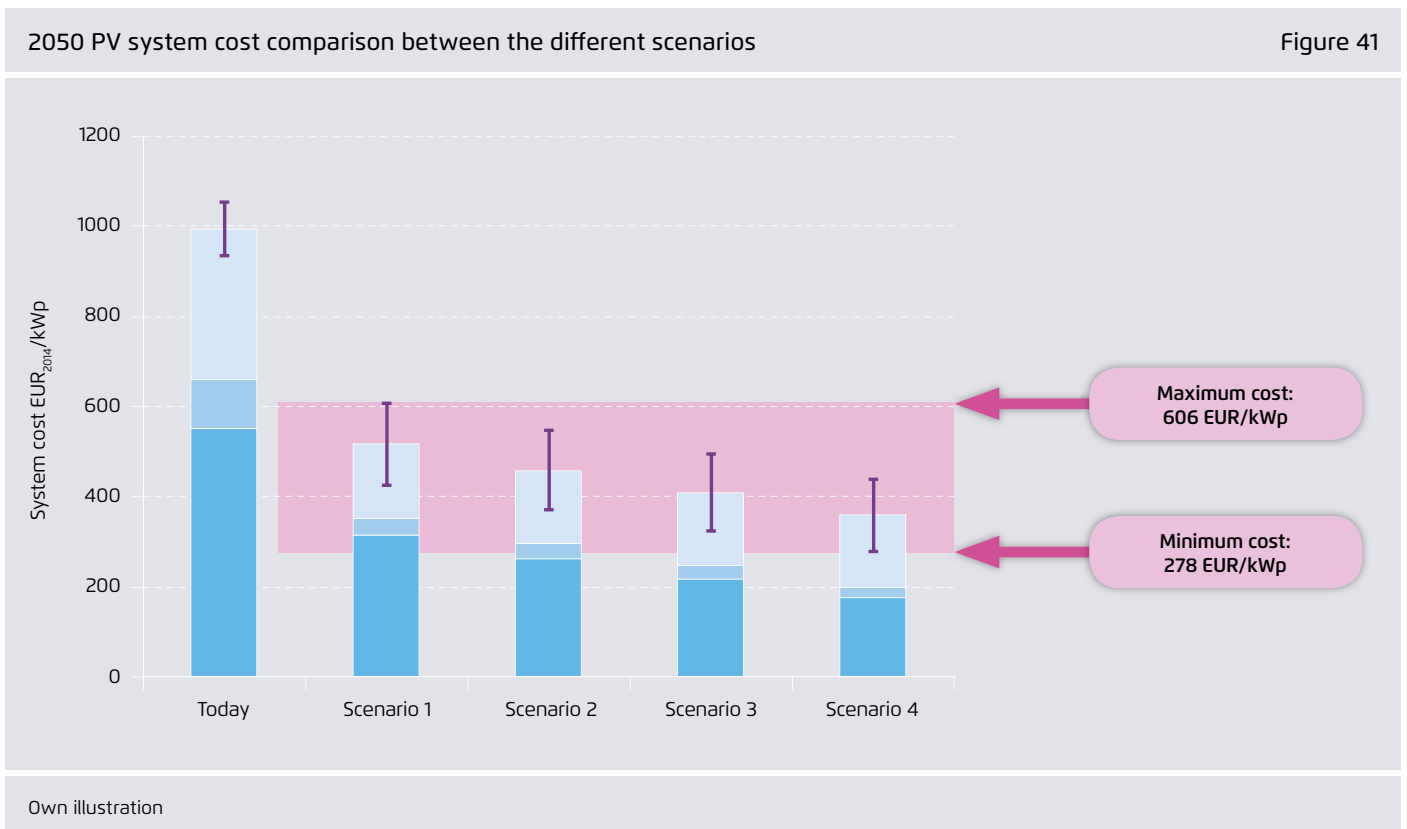 2050 PV system cost comparison between the different scenarios
Figure 41
System cost EUR2014/kWp
1200
1000
800
600
400
200
0
Today
Scenario 1
Scenario 2
Scenario 3
Scenario 4
Maximum cost:
606 EUR/kWp
Minimum cost:
278 EUR/kWp
Own illustration